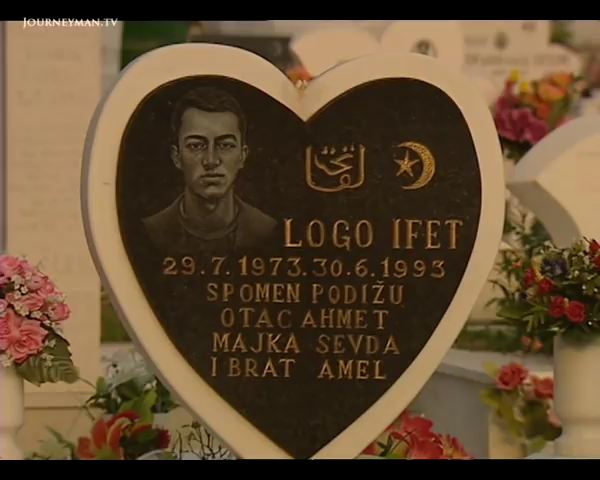 JOURNEYMAN.TV
LOGO IFET
29.7.1973.30.6.1993
SPOMEN PODIŽU
OTAC AHMET
MAJKA SEVDA
I BRAT AMEL